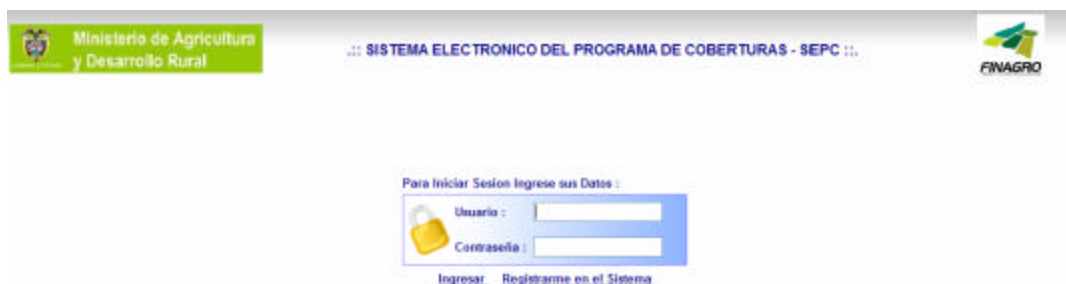 Ministerio de Agricultura
y Desarrollo Rural
.:: SISTEMA ELECTRONICO DEL PROGRAMA DE COBERTURAS - SEPC ::.
FINAGRO
Para Iniciar Sesion Ingrese sus Datos :
Usuario :
Contraseña :
Ingresar Registrarme en el Sistema